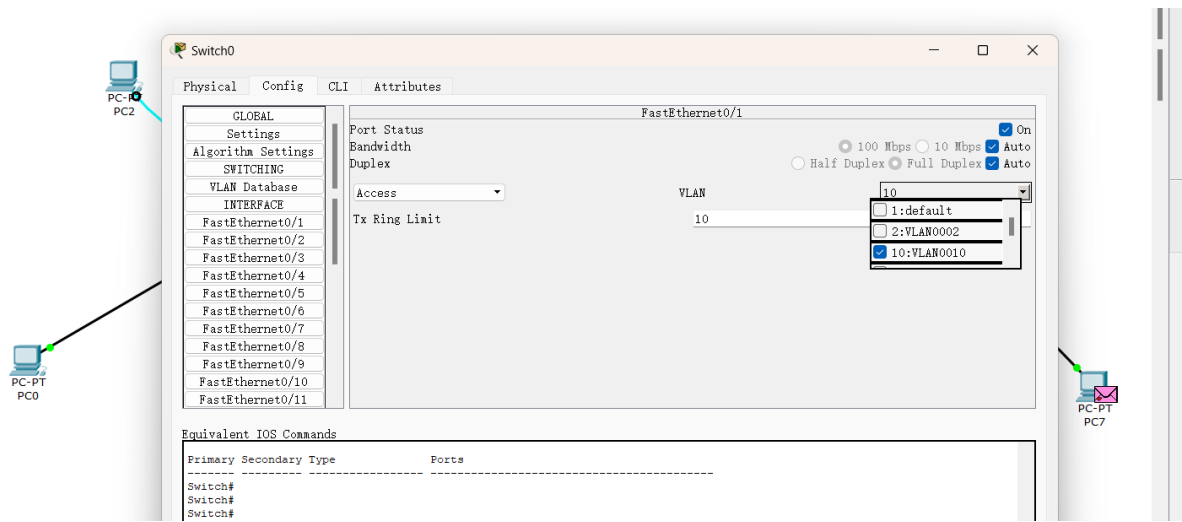 Switch0
Physical Config CLI Attributes
PC-PT
PC2
GLOBAL
Settings
Algorithm Settings
SWITCHING
VLAN Database
INTERFACE
FastEthernet0/1
FastEthernet0/2
FastEthernet0/3
FastEthernet0/4
FastEthernet0/5
FastEthernet0/6
FastEthernet0/7
FastEthernet0/8
FastEthernet0/9
FastEthernet0/10
FastEthernet0/11
FastEthernet0/1
Port Status On
Bandwidth 100 Mbps 10 Mbps Auto
Duplex Half Duplex Full Duplex Auto
Access VLAN 10
1:default
2:VLAN0002
10:VLAN0010
Tx Ring Limit 10
PC-PT
PC0
PC-PT
PC7
Equivalent IOS Commands
Primary Secondary Type Ports
------- --------- ----------------- ------------------------------------------
Switch#
Switch#
Switch#